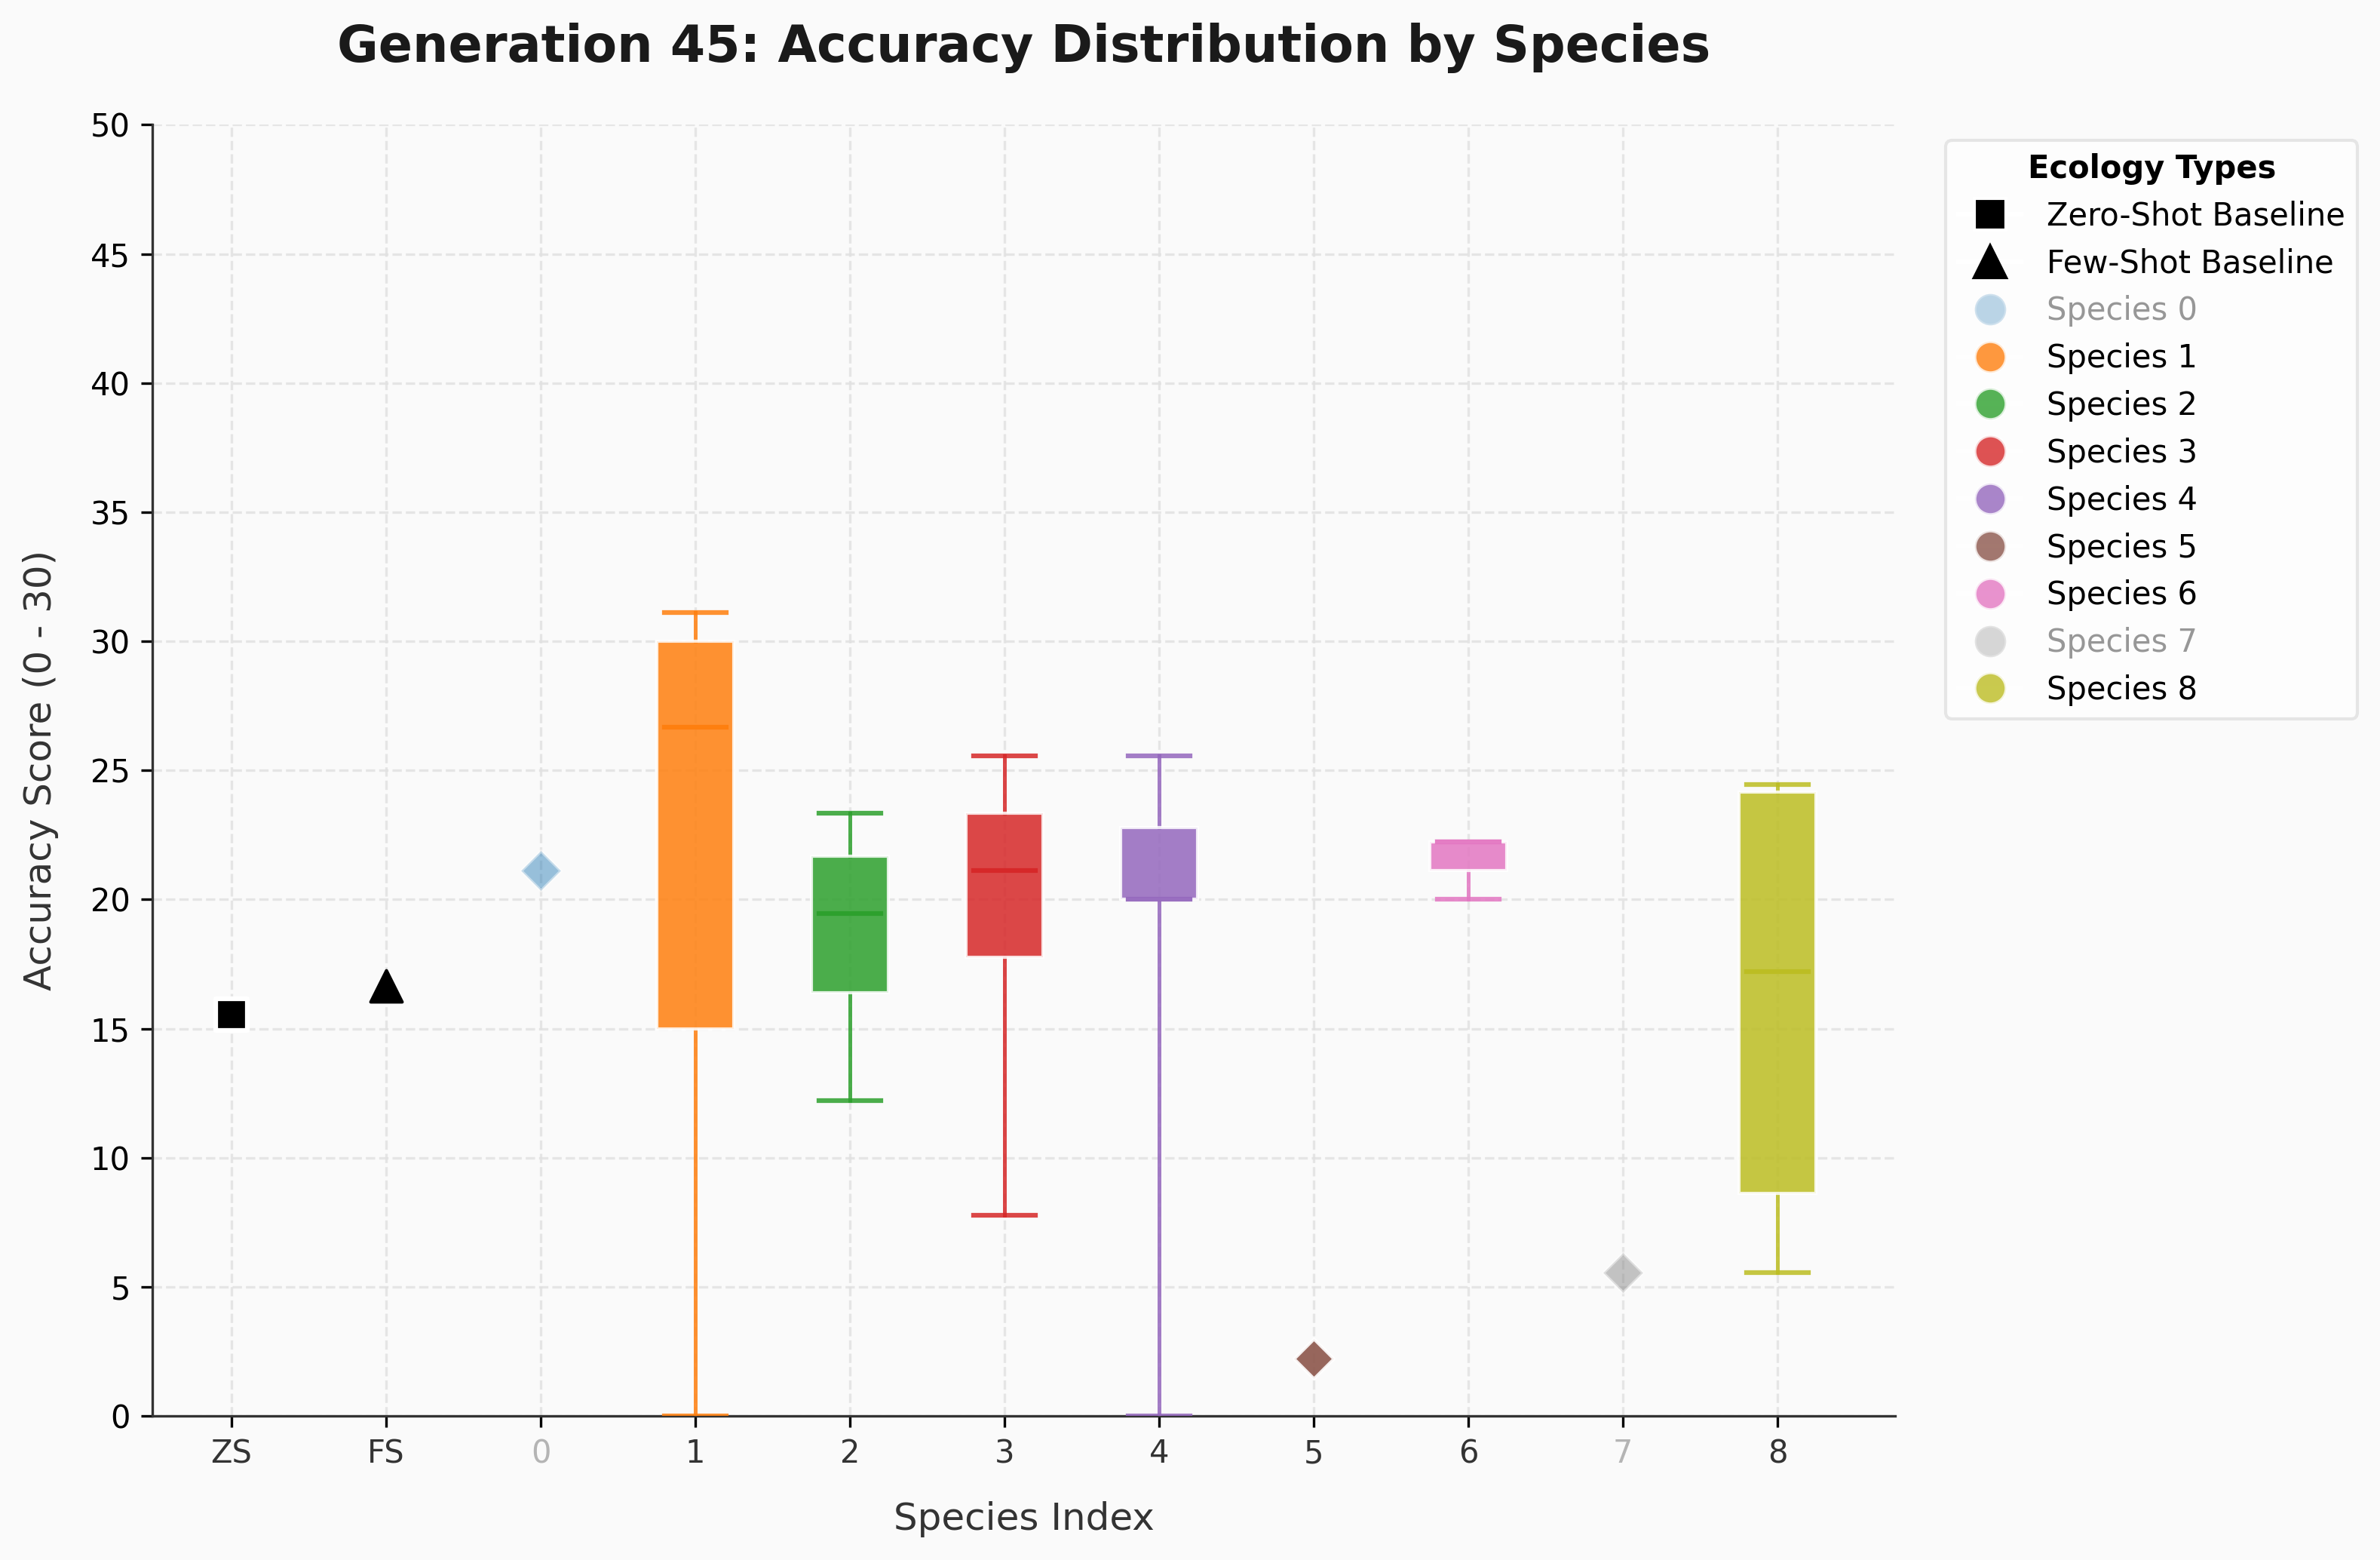 Generation 45: Accuracy Distribution by Species
50
45
40
35
30
25
20
15
10
5
0
Accuracy Score (0 - 30)
ZS
FS
0
1
2
3
4
5
6
7
8
Species Index
Ecology Types
Zero-Shot Baseline
Few-Shot Baseline
Species 0
Species 1
Species 2
Species 3
Species 4
Species 5
Species 6
Species 7
Species 8